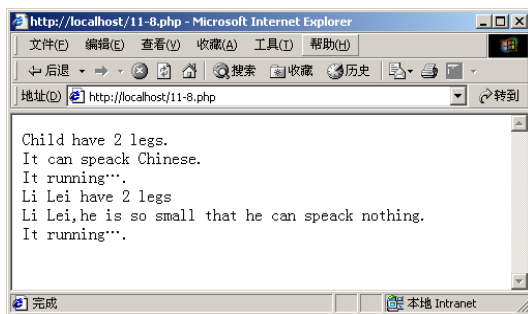 http://localhost/11-8.php - Microsoft Internet Explorer
文件(F) 编辑(E) 查看(V) 收藏(A) 工具(T) 帮助(H)
后退 搜索 收藏 历史
地址(D) http://localhost/11-8.php 转到
Child have 2 legs.
It can speack Chinese.
It running….
Li Lei have 2 legs
Li Lei,he is so small that he can speack nothing.
It running….
完成 本地 Intranet